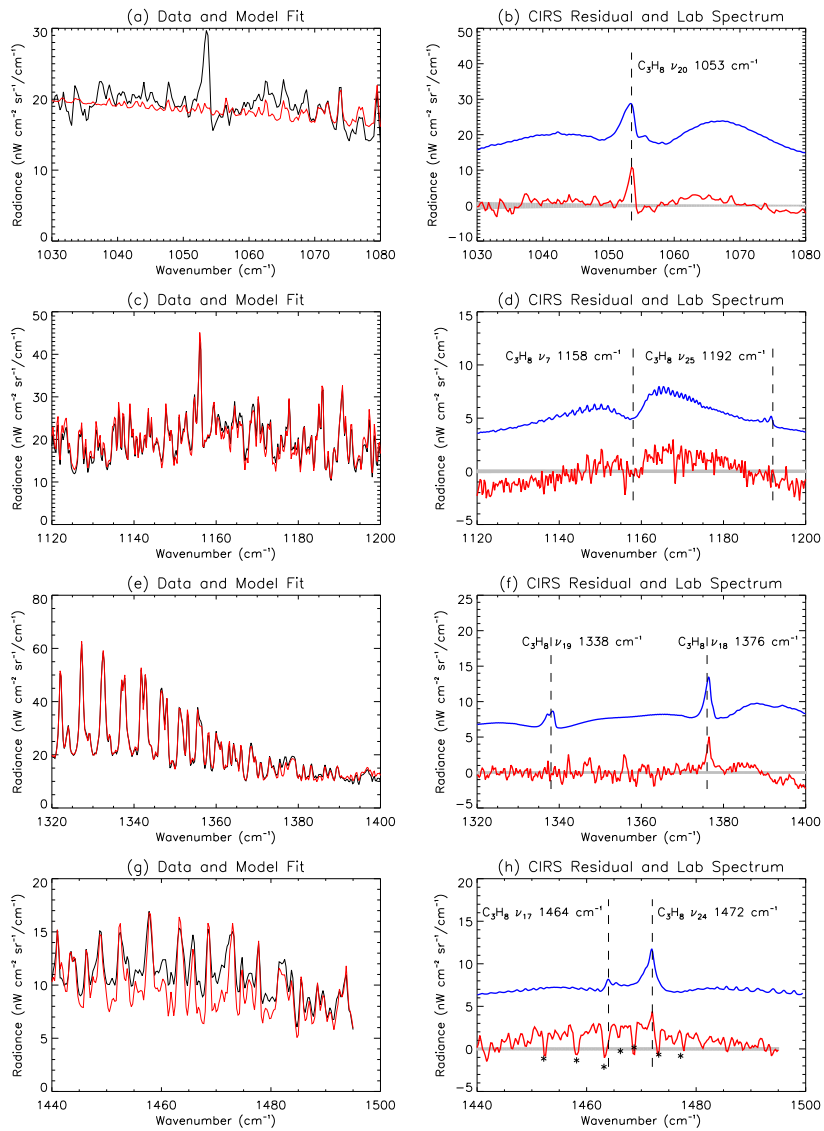 (a) Data and Model Fit
Radiance (nW cm⁻² sr⁻¹/cm⁻¹)
30
20
10
0
1030 1040 1050 1060 1070 1080
Wavenumber (cm⁻¹)
(b) CIRS Residual and Lab Spectrum
C₃H₈ ν₂₀ 1053 cm⁻¹
Radiance (nW cm⁻² sr⁻¹/cm⁻¹)
50
40
30
20
10
0
−10
1030 1040 1050 1060 1070 1080
Wavenumber (cm⁻¹)
(c) Data and Model Fit
Radiance (nW cm⁻² sr⁻¹/cm⁻¹)
50
40
30
20
10
0
1120 1140 1160 1180 1200
Wavenumber (cm⁻¹)
(d) CIRS Residual and Lab Spectrum
C₃H₈ ν₇ 1158 cm⁻¹ C₃H₈ ν₂₅ 1192 cm⁻¹
Radiance (nW cm⁻² sr⁻¹/cm⁻¹)
15
10
5
0
−5
1120 1140 1160 1180 1200
Wavenumber (cm⁻¹)
(e) Data and Model Fit
Radiance (nW cm⁻² sr⁻¹/cm⁻¹)
80
60
40
20
0
1320 1340 1360 1380 1400
Wavenumber (cm⁻¹)
(f) CIRS Residual and Lab Spectrum
C₃H₈ ν₁₉ 1338 cm⁻¹ C₃H₈ ν₁₈ 1376 cm⁻¹
Radiance (nW cm⁻² sr⁻¹/cm⁻¹)
25
20
15
10
5
0
−5
1320 1340 1360 1380 1400
Wavenumber (cm⁻¹)
(g) Data and Model Fit
Radiance (nW cm⁻² sr⁻¹/cm⁻¹)
20
15
10
5
0
1440 1460 1480 1500
Wavenumber (cm⁻¹)
(h) CIRS Residual and Lab Spectrum
C₃H₈ ν₁₇ 1464 cm⁻¹ C₃H₈ ν₂₄ 1472 cm⁻¹
Radiance (nW cm⁻² sr⁻¹/cm⁻¹)
20
15
10
5
0
−5
* * * * * * *
1440 1460 1480 1500
Wavenumber (cm⁻¹)